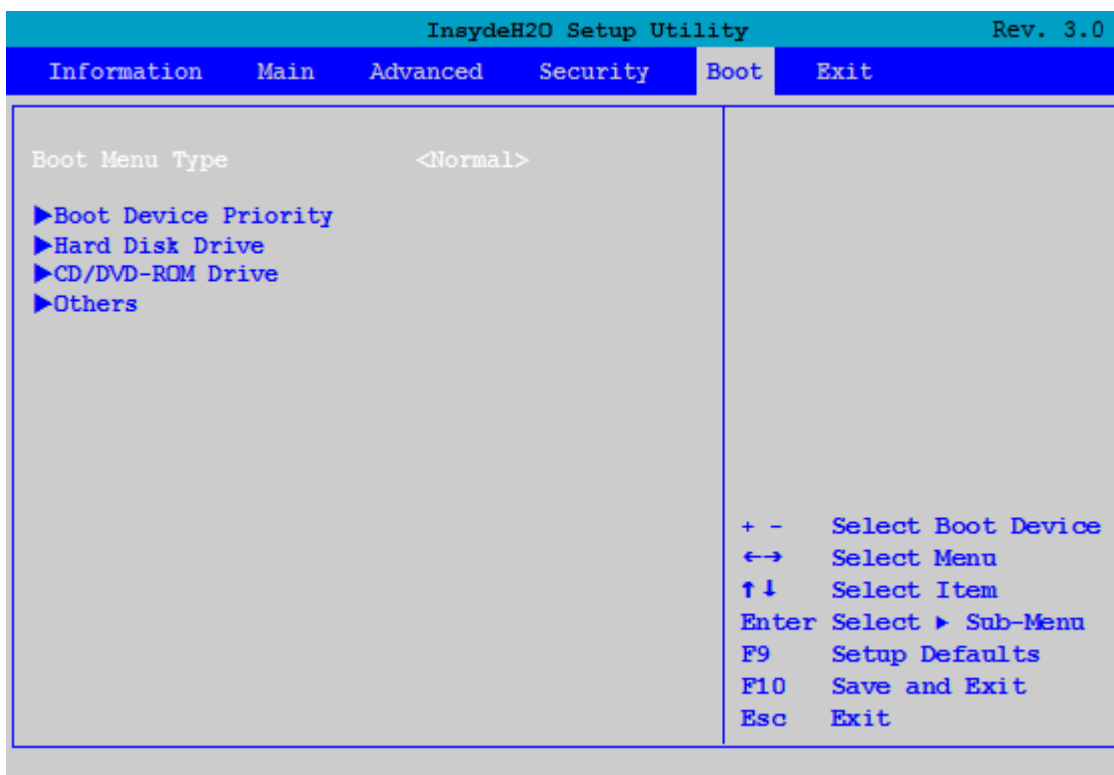 InsydeH2O Setup Utility Rev. 3.0
Information Main Advanced Security Boot Exit
Boot Menu Type <Normal>
▶Boot Device Priority
▶Hard Disk Drive
▶CD/DVD-ROM Drive
▶Others
+ - Select Boot Device
←→ Select Menu
↑↓ Select Item
Enter Select ▶ Sub-Menu
F9 Setup Defaults
F10 Save and Exit
Esc Exit